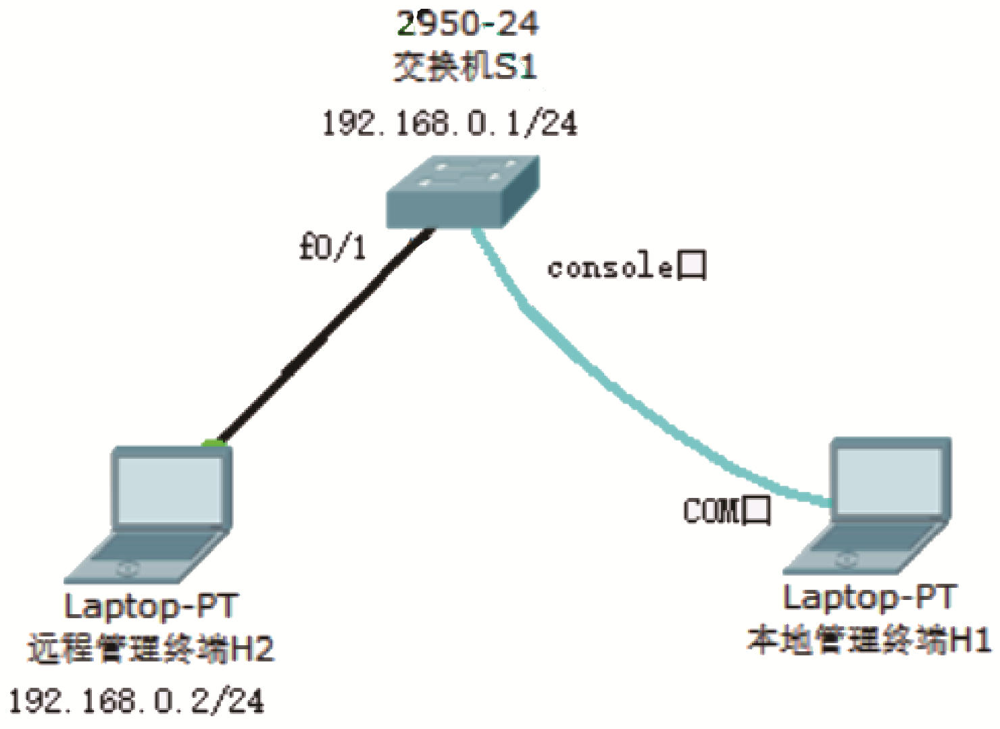 2950-24
交换机S1
192.168.0.1/24
f0/1
console口
COM口
Laptop-PT
远程管理终端H2
192.168.0.2/24
Laptop-PT
本地管理终端H1